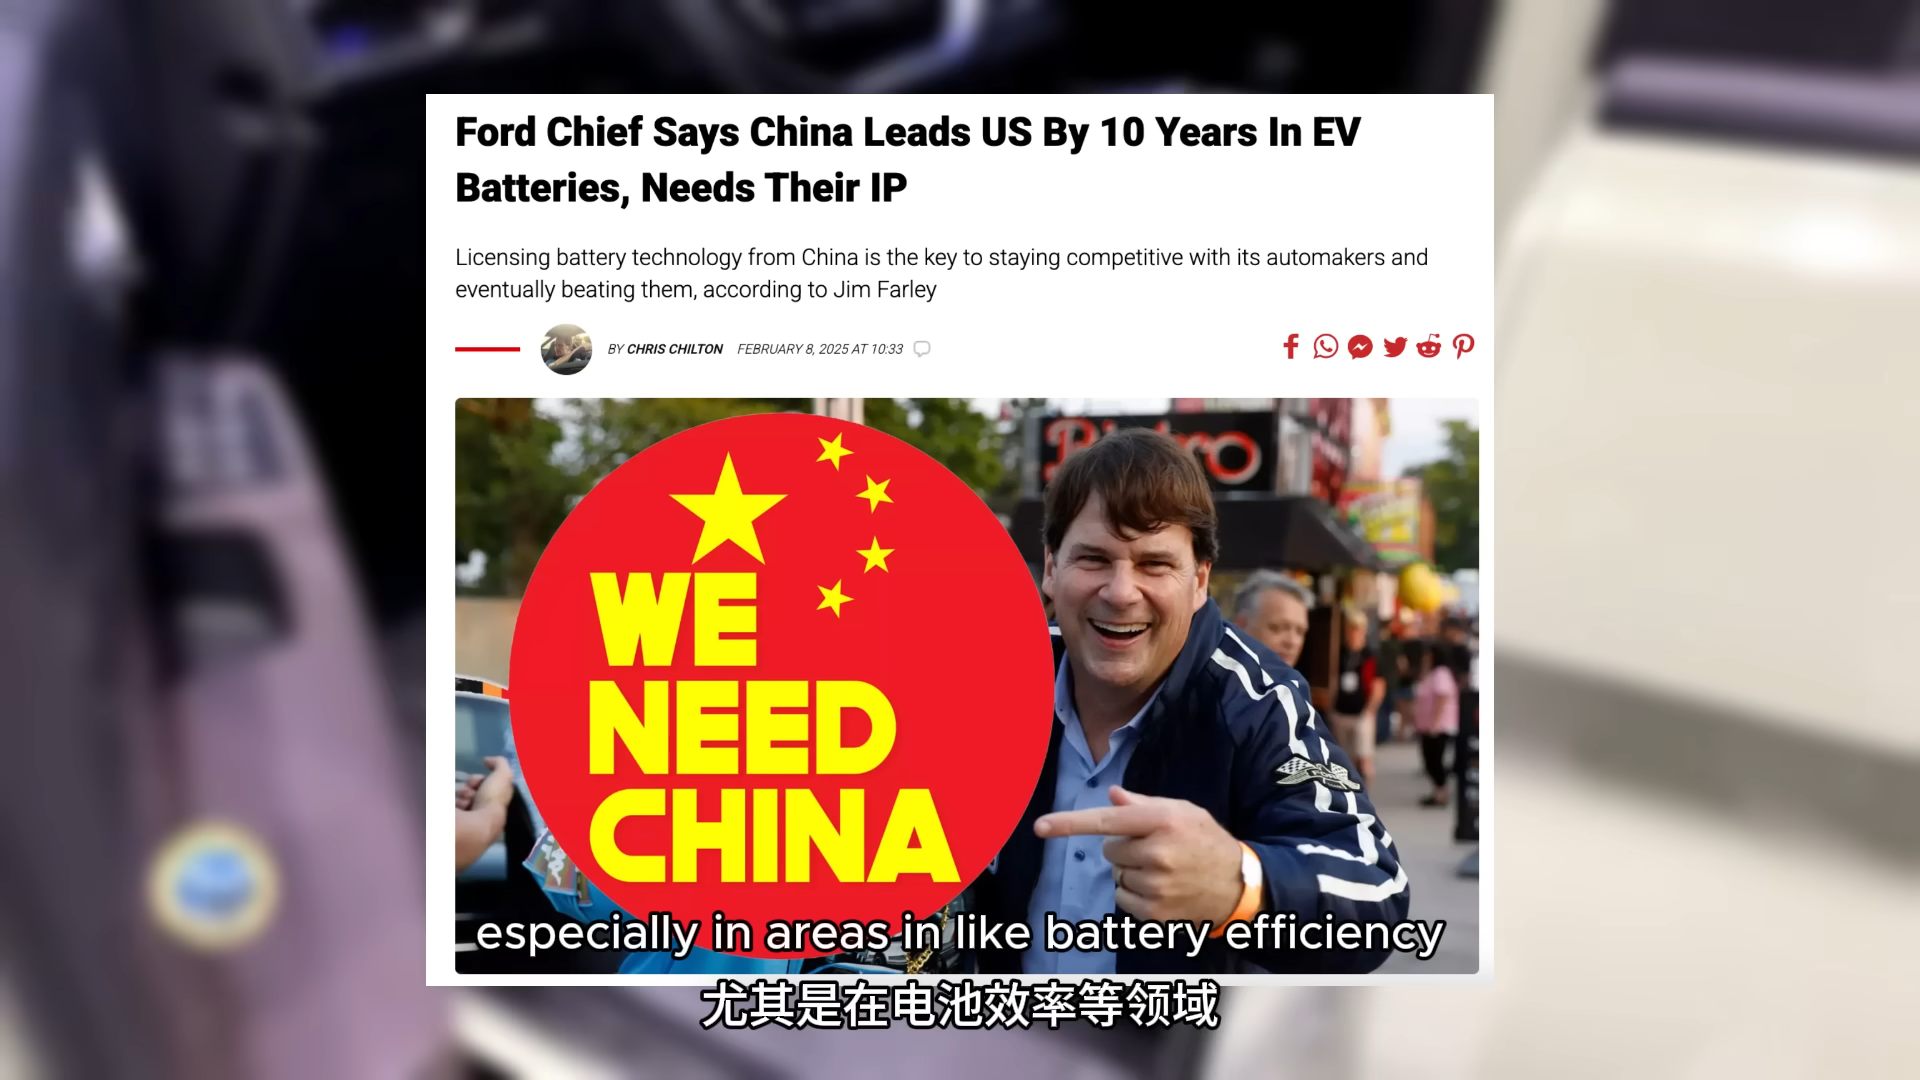 Ford Chief Says China Leads US By 10 Years In EV
Batteries, Needs Their IP
Licensing battery technology from China is the key to staying competitive with its automakers and
eventually beating them, according to Jim Farley
BY CHRIS CHILTON FEBRUARY 8, 2025 AT 10:33
WE
NEED
CHINA
especially in areas in like battery efficiency
尤其是在电池效率等领域